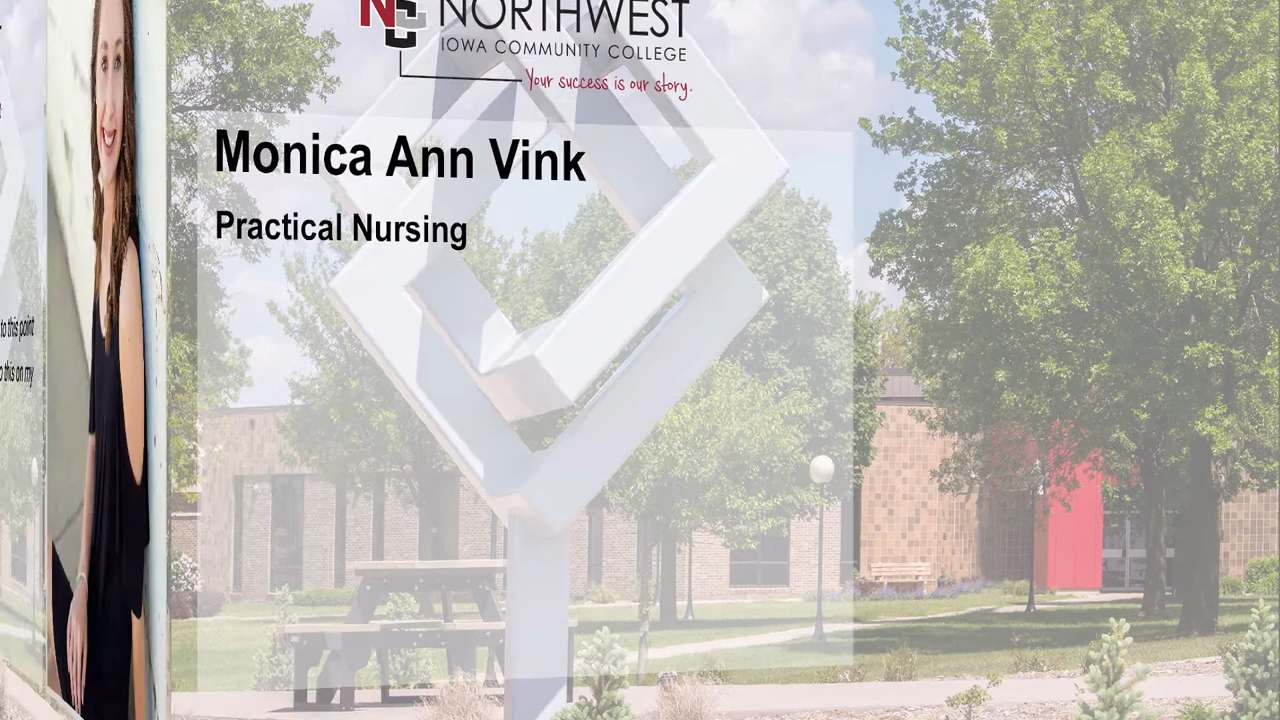 NC NORTHWEST
IOWA COMMUNITY COLLEGE
Your success is our story.
Monica Ann Vink
Practical Nursing
to this point
this on my